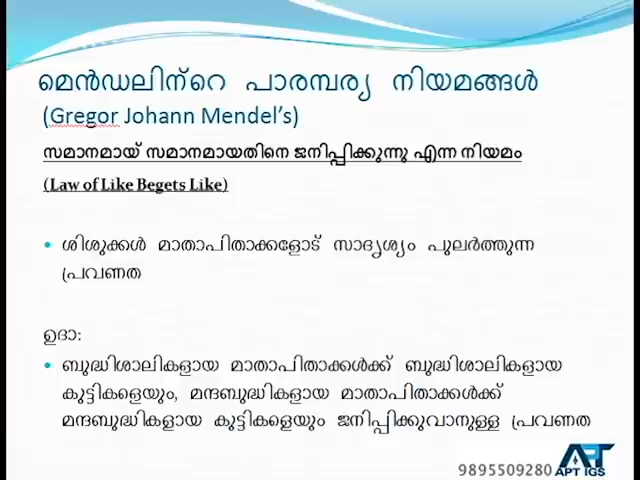 മെൻഡലിന്റെ പാരമ്പര്യ നിയമങ്ങൾ
(Gregor Johann Mendel's)
സമാനമായ് സമാനമായതിനെ ജനിപ്പിക്കുന്നു എന്ന നിയമം
(Law of Like Begets Like)
• ശിശുക്കൾ മാതാപിതാക്കളോട് സാദൃശ്യം പുലർത്തുന്ന
പ്രവണത
ഉദാ:
• ബുദ്ധിശാലികളായ മാതാപിതാക്കൾക്ക് ബുദ്ധിശാലികളായ
കുട്ടികളെയും, മന്ദബുദ്ധികളായ മാതാപിതാക്കൾക്ക്
മന്ദബുദ്ധികളായ കുട്ടികളെയും ജനിപ്പിക്കുവാനുള്ള പ്രവണത
9895509280
APT IGS